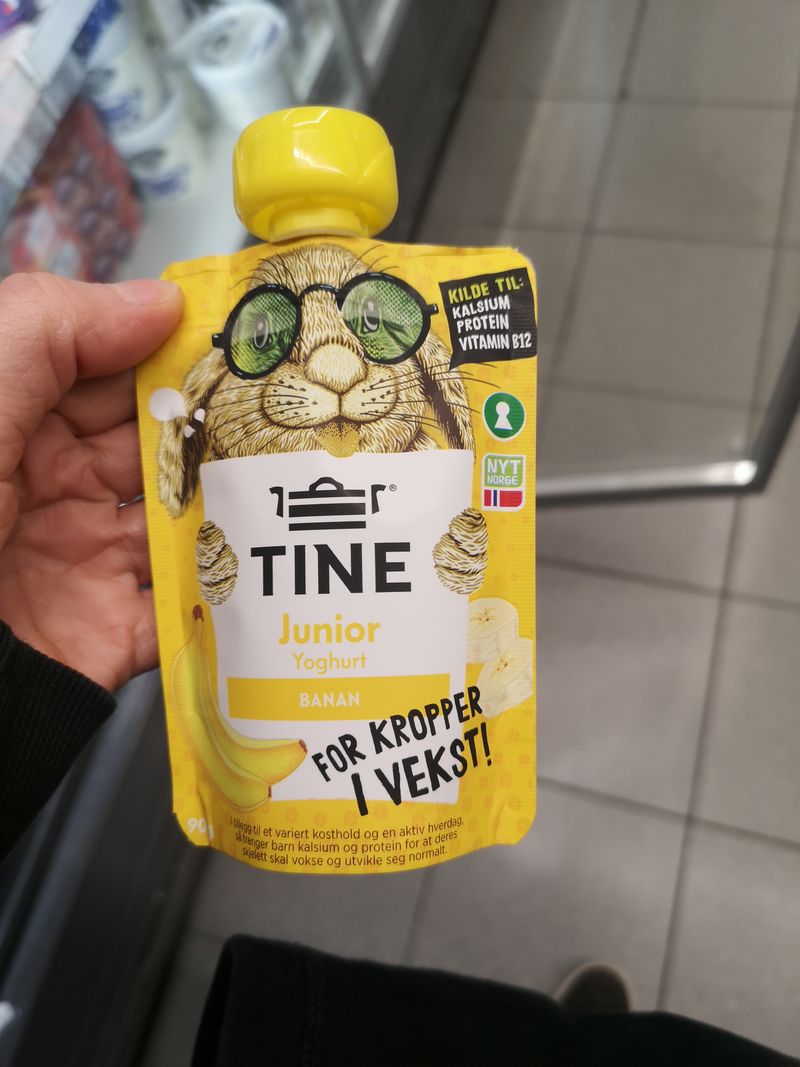 KILDE TIL:
KALSIUM
PROTEIN
VITAMIN B12
NYT
NORGE
®
TINE
Junior
Yoghurt
BANAN
FOR KROPPER
I VEKST!
90
I tillegg til et variert kosthold og en aktiv hverdag,
så trenger barn kalsium og protein for at deres
skjelett skal vokse og utvikle seg normalt.